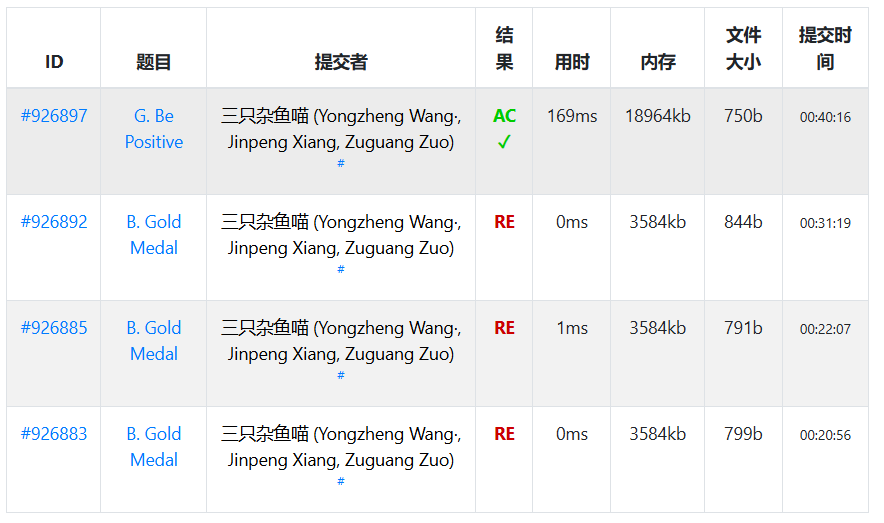 ID 题目 提交者 结果 用时 内存 文件大小 提交时间
#926897 G. Be Positive 三只杂鱼喵 (Yongzheng Wang·, Jinpeng Xiang, Zuguang Zuo) # AC ✓ 169ms 18964kb 750b 00:40:16
#926892 B. Gold Medal 三只杂鱼喵 (Yongzheng Wang·, Jinpeng Xiang, Zuguang Zuo) # RE 0ms 3584kb 844b 00:31:19
#926885 B. Gold Medal 三只杂鱼喵 (Yongzheng Wang·, Jinpeng Xiang, Zuguang Zuo) # RE 1ms 3584kb 791b 00:22:07
#926883 B. Gold Medal 三只杂鱼喵 (Yongzheng Wang·, Jinpeng Xiang, Zuguang Zuo) # RE 0ms 3584kb 799b 00:20:56